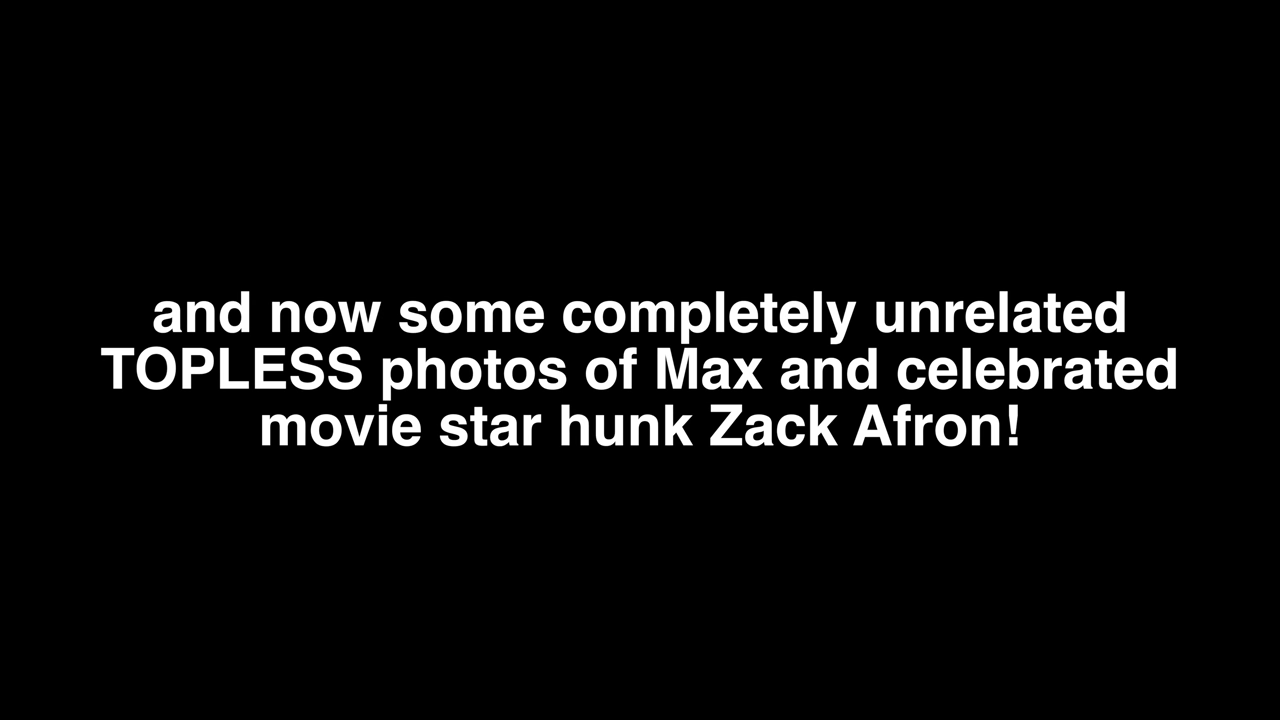 and now some completely unrelated
TOPLESS photos of Max and celebrated
movie star hunk Zack Afron!